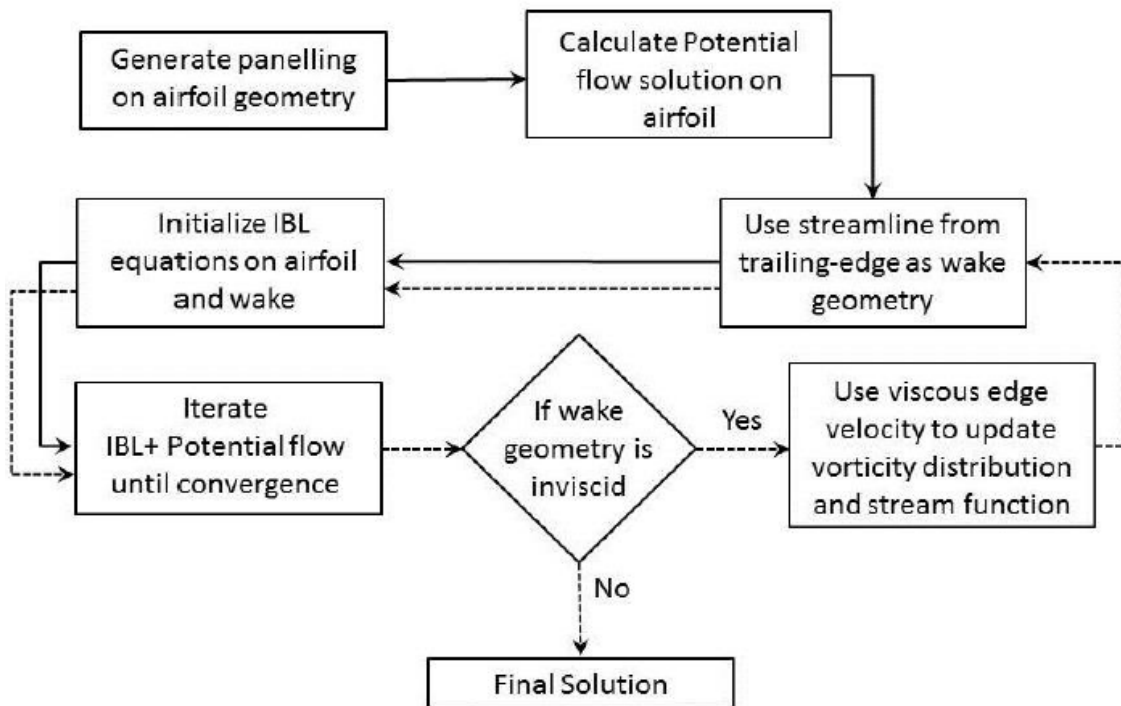 Generate panelling
on airfoil geometry
Calculate Potential
flow solution on
airfoil
Initialize IBL
equations on airfoil
and wake
Use streamline from
trailing-edge as wake
geometry
Iterate
IBL+ Potential flow
until convergence
If wake
geometry is
inviscid
Yes
Use viscous edge
velocity to update
vorticity distribution
and stream function
No
Final Solution